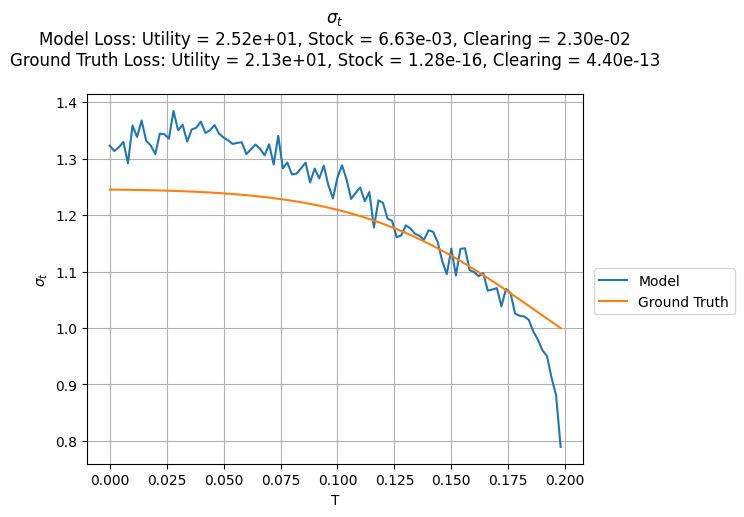 σt
Model Loss: Utility = 2.52e+01, Stock = 6.63e-03, Clearing = 2.30e-02
Ground Truth Loss: Utility = 2.13e+01, Stock = 1.28e-16, Clearing = 4.40e-13
1.4
1.3
1.2
1.1
1.0
0.9
0.8
σt
0.000
0.025
0.050
0.075
0.100
0.125
0.150
0.175
0.200
T
Model
Ground Truth